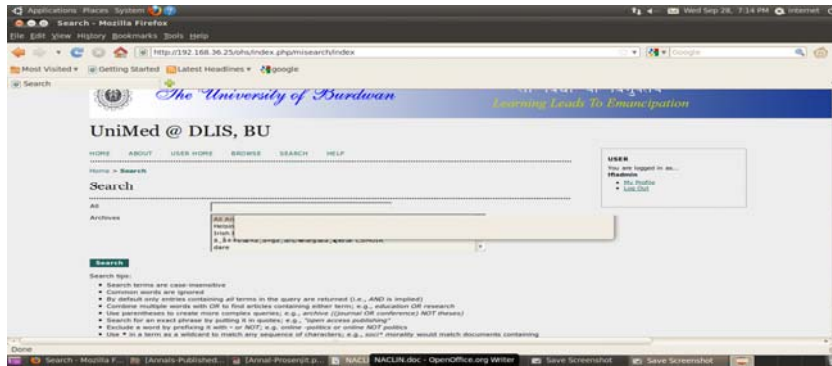 Applications Places System
Wed Sep 28, 7:14 PM internet
Search - Mozilla Firefox
File Edit View History Bookmarks Tools Help
http://192.168.36.25/ohs/index.php/misearch/index
Google
Most Visited Getting Started Latest Headlines google
Search
The University of Burdwan
Learning Leads To Emancipation
UniMed @ DLIS, BU
HOME ABOUT USER HOME BROWSE SEARCH HELP
Home > Search
Search
All
Archives
dare
Search
Search tips:
Search terms are case-insensitive
Common words are ignored
By default only entries containing all terms in the query are returned (i.e., AND is implied)
Combine multiple words with OR to find articles containing either term; e.g., education OR research
Use parentheses to create more complex queries; e.g., archive ((journal OR conference) NOT theses)
Search for an exact phrase by putting it in quotes; e.g., "open access publishing"
Exclude a word by prefixing it with - or NOT; e.g. online -politics or online NOT politics
Use * in a term as a wildcard to match any sequence of characters; e.g., soci* morality would match documents containing
USER
You are logged in as...
My Profile
Log Out
Done
Search - Mozilla F... [Annals-Published... [Annal-Prosenjit.p... NACLI NACLIN.doc - OpenOffice.org Writer Save Screenshot Save Screenshot